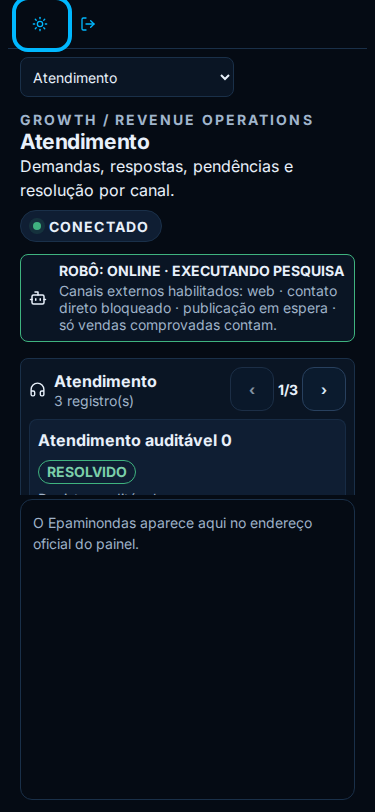 Atendimento
GROWTH / REVENUE OPERATIONS
Atendimento
Demandas, respostas, pendências e
resolução por canal.
CONECTADO
ROBÔ: ONLINE · EXECUTANDO PESQUISA
Canais externos habilitados: web · contato
direto bloqueado · publicação em espera ·
só vendas comprovadas contam.
Atendimento
3 registro(s)
‹ 1/3 ›
Atendimento auditável 0
RESOLVIDO
O Epaminondas aparece aqui no endereço
oficial do painel.